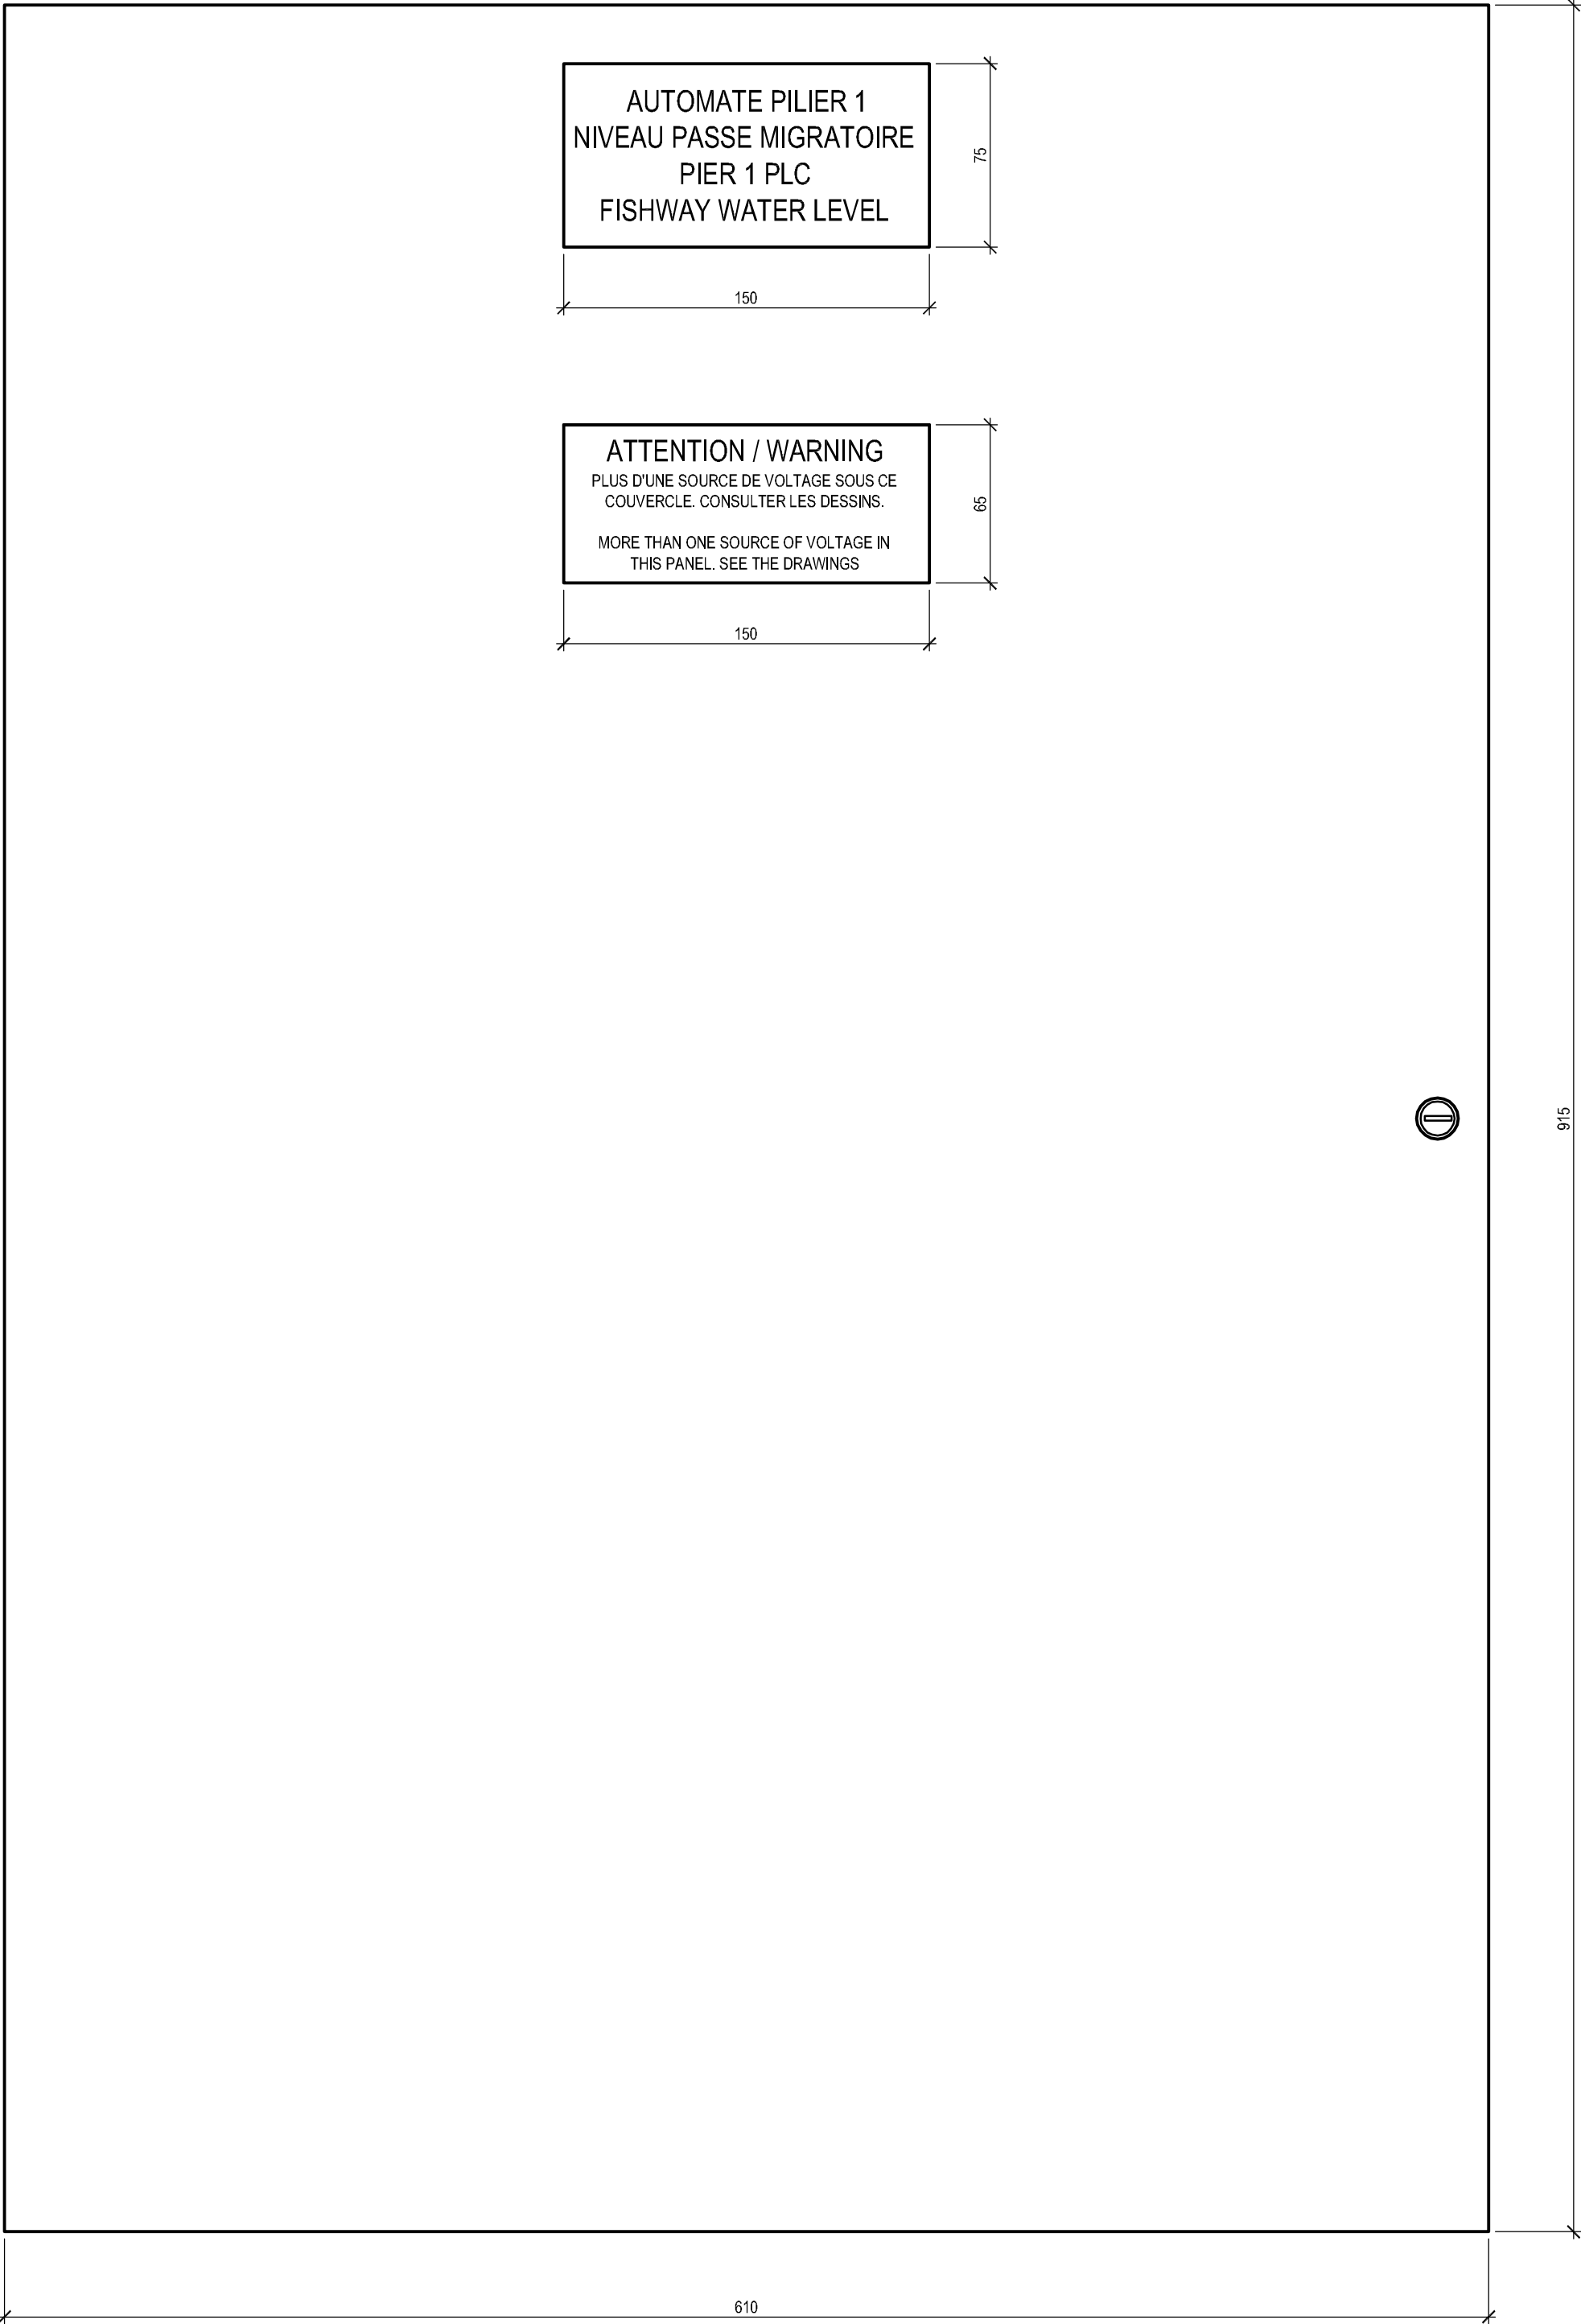 AUTOMATE PILIER 1
NIVEAU PASSE MIGRATOIRE
PIER 1 PLC
FISHWAY WATER LEVEL
75
150
ATTENTION / WARNING
PLUS D'UNE SOURCE DE VOLTAGE SOUS CE
COUVERCLE. CONSULTER LES DESSINS.
MORE THAN ONE SOURCE OF VOLTAGE IN
THIS PANEL. SEE THE DRAWINGS
65
150
915
610